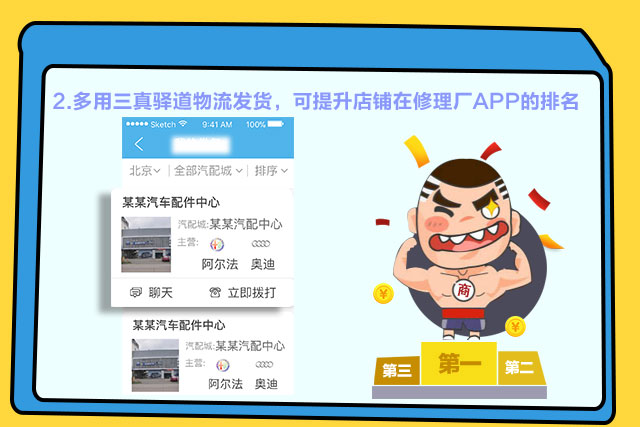 2.多用三真驿道物流发货，可提升店铺在修理厂APP的排名
Sketch 9:41 AM 100%
北京 全部汽配城 排序
某某汽车配件中心
汽配城:某某汽配中心
主营:
阿尔法 奥迪
聊天 立即拨打
某某汽车配件中心
汽配城:某某汽配中心
主营:
阿尔法 奥迪
商
¥
¥
第三 第一 第二